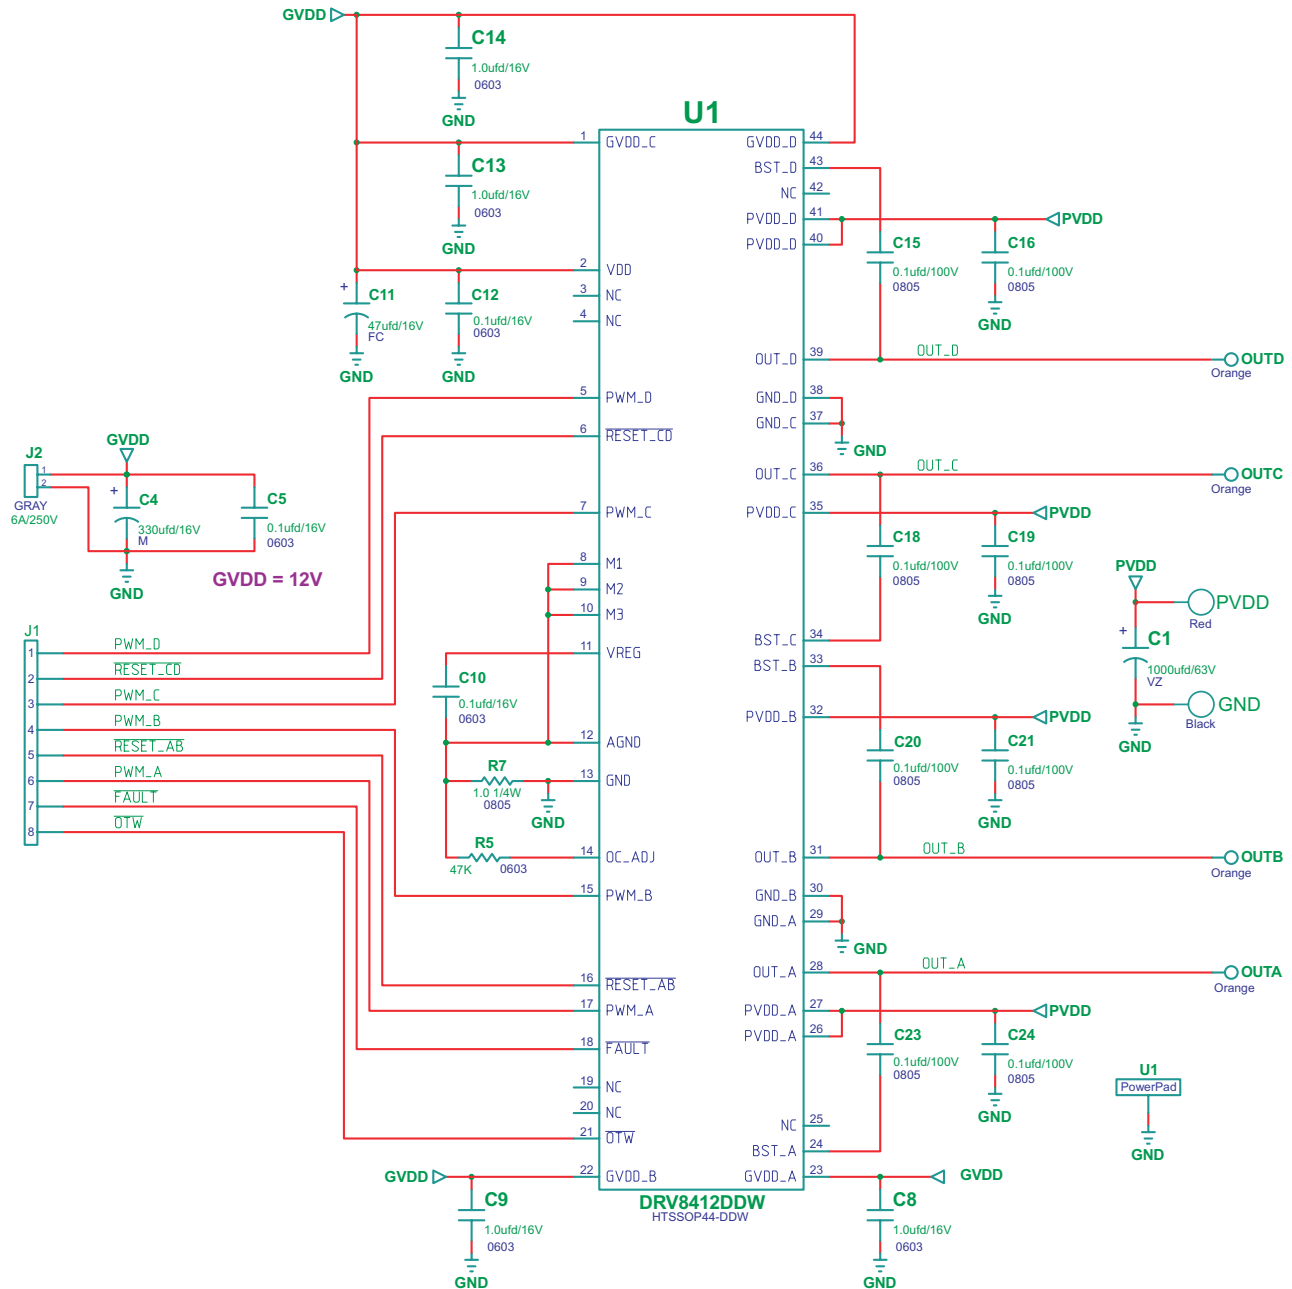 GVDD
C14
1.0ufd/16V
0603
GND
U1
1 GVDD_C
GVDD_D 44
C13
1.0ufd/16V
0603
GND
BST_D 43
NC 42
PVDD_D 41
PVDD_D 40
PVDD
C15
0.1ufd/100V
0805
C16
0.1ufd/100V
0805
GND
2 VDD
3 NC
4 NC
+
C11
47ufd/16V
FC
GND
C12
0.1ufd/16V
0603
GND
OUT_D 39
OUT_D
OUTD
Orange
5 PWM_D
6 RESET_CD
GND_D 38
GND_C 37
GND
J2
1
2
GRAY
6A/250V
GVDD
+
C4
330ufd/16V
M
GND
C5
0.1ufd/16V
0603
GVDD = 12V
OUT_C 36
OUT_C
OUTC
Orange
7 PWM_C
PVDD_C 35
PVDD
C18
0.1ufd/100V
0805
C19
0.1ufd/100V
0805
GND
8 M1
9 M2
10 M3
11 VREG
BST_C 34
BST_B 33
PVDD
PVDD
Red
+
C1
1000ufd/63V
VZ
GND
Black
GND
J1
1 PWM_D
2 RESET_CD
3 PWM_C
4 PWM_B
5 RESET_AB
6 PWM_A
7 FAULT
8 OTW
C10
0.1ufd/16V
0603
12 AGND
PVDD_B 32
PVDD
C20
0.1ufd/100V
0805
C21
0.1ufd/100V
0805
GND
R7
1.0 1/4W
0805
13 GND
GND
R5
47K
0603
14 OC_ADJ
OUT_B 31
OUT_B
OUTB
Orange
15 PWM_B
GND_B 30
GND_A 29
GND
16 RESET_AB
OUT_A 28
OUT_A
OUTA
Orange
17 PWM_A
PVDD_A 27
PVDD_A 26
PVDD
18 FAULT
C23
0.1ufd/100V
0805
C24
0.1ufd/100V
0805
GND
19 NC
20 NC
21 OTW
NC 25
BST_A 24
U1
PowerPad
GND
GVDD
22 GVDD_B
GVDD_A 23
GVDD
C9
1.0ufd/16V
0603
GND
DRV8412DDW
HTSSOP44-DDW
C8
1.0ufd/16V
0603
GND